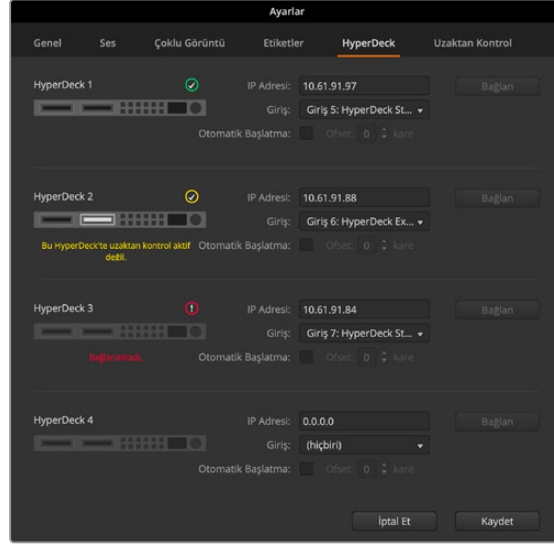 Ayarlar
Genel Ses Çoklu Görüntü Etiketler HyperDeck Uzaktan Kontrol
HyperDeck 1 IP Adresi: 10.61.91.97 Bağlan
Giriş: Giriş 5: HyperDeck St...
Otomatik Başlatma: Ofset: 0 kare
HyperDeck 2 IP Adresi: 10.61.91.88 Bağlan
Giriş: Giriş 6: HyperDeck Ex...
Bu HyperDeck'te uzaktan kontrol aktif değil.
Otomatik Başlatma: Ofset: 0 kare
HyperDeck 3 IP Adresi: 10.61.91.84 Bağlan
Giriş: Giriş 7: HyperDeck St...
Bağlanamadı. Otomatik Başlatma: Ofset: 0 kare
HyperDeck 4 IP Adresi: 0.0.0.0 Bağlan
Giriş: (hiçbiri)
Otomatik Başlatma: Ofset: 0 kare
İptal Et Kaydet